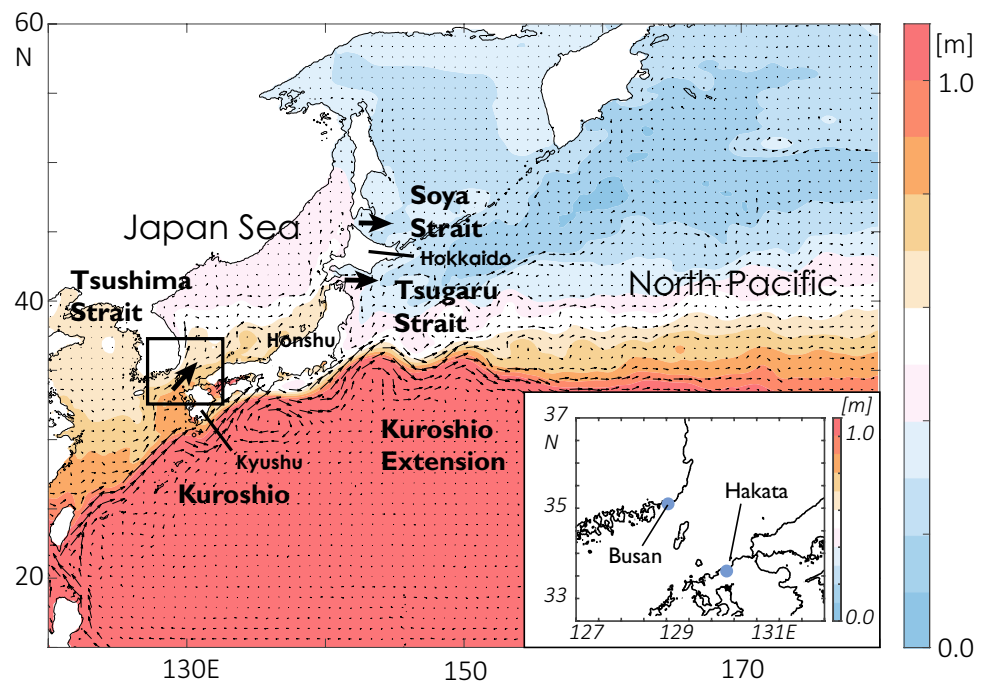 60
N
[m]
1.0
Soya
Strait
Japan Sea
Hokkaido
Tsushima
Strait
North Pacific
Tsugaru
Strait
40
Honshu
Kuroshio
Extension
Kyushu
Kuroshio
20
37
N
[m]
1.0
Hakata
35
Busan
33
0.0
127
129
131E
0.0
130E
150
170